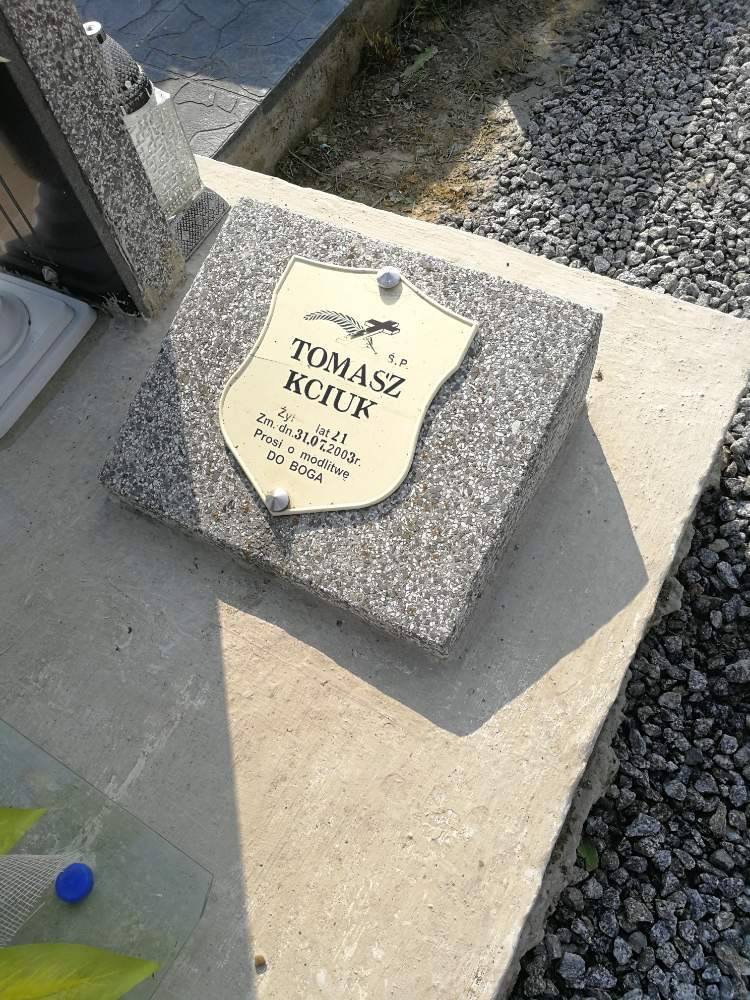 Ś.P.
TOMASZ
KCIUK
Żył lat 21
Zm. dn. 31.07.2003r.
Prosi o modlitwę
DO BOGA